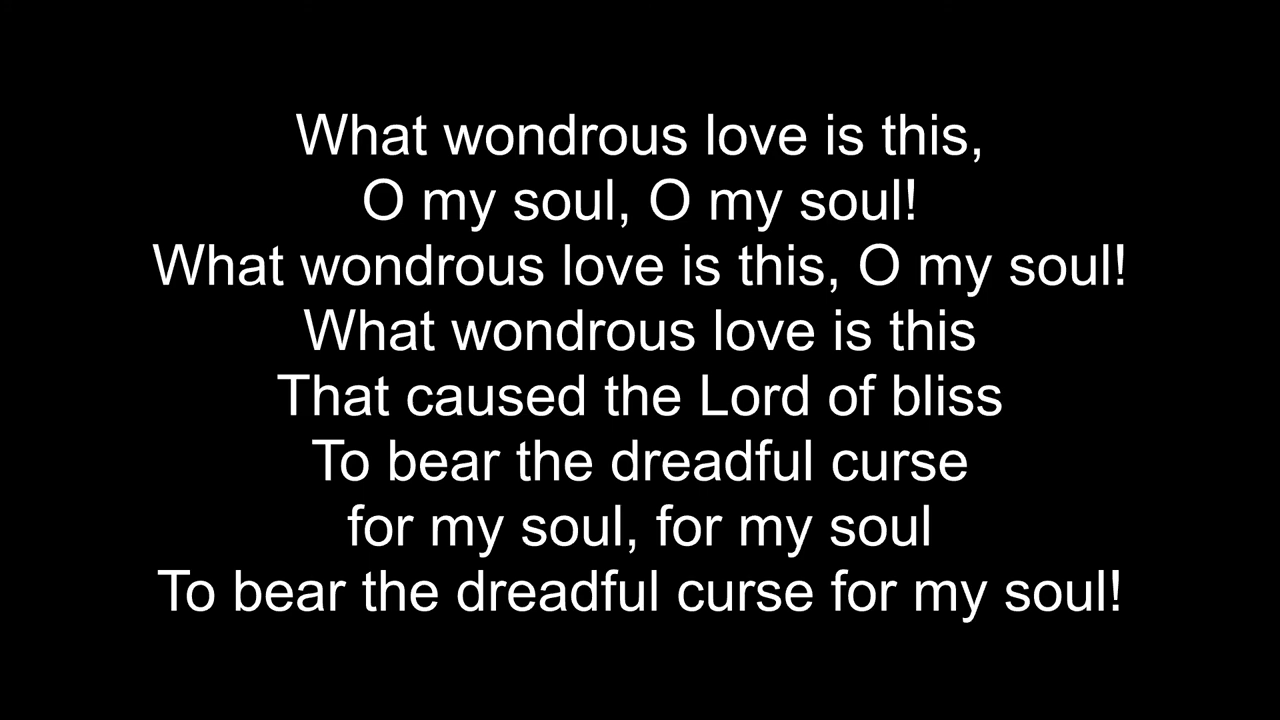 What wondrous love is this,
O my soul, O my soul!
What wondrous love is this, O my soul!
What wondrous love is this
That caused the Lord of bliss
To bear the dreadful curse
for my soul, for my soul
To bear the dreadful curse for my soul!